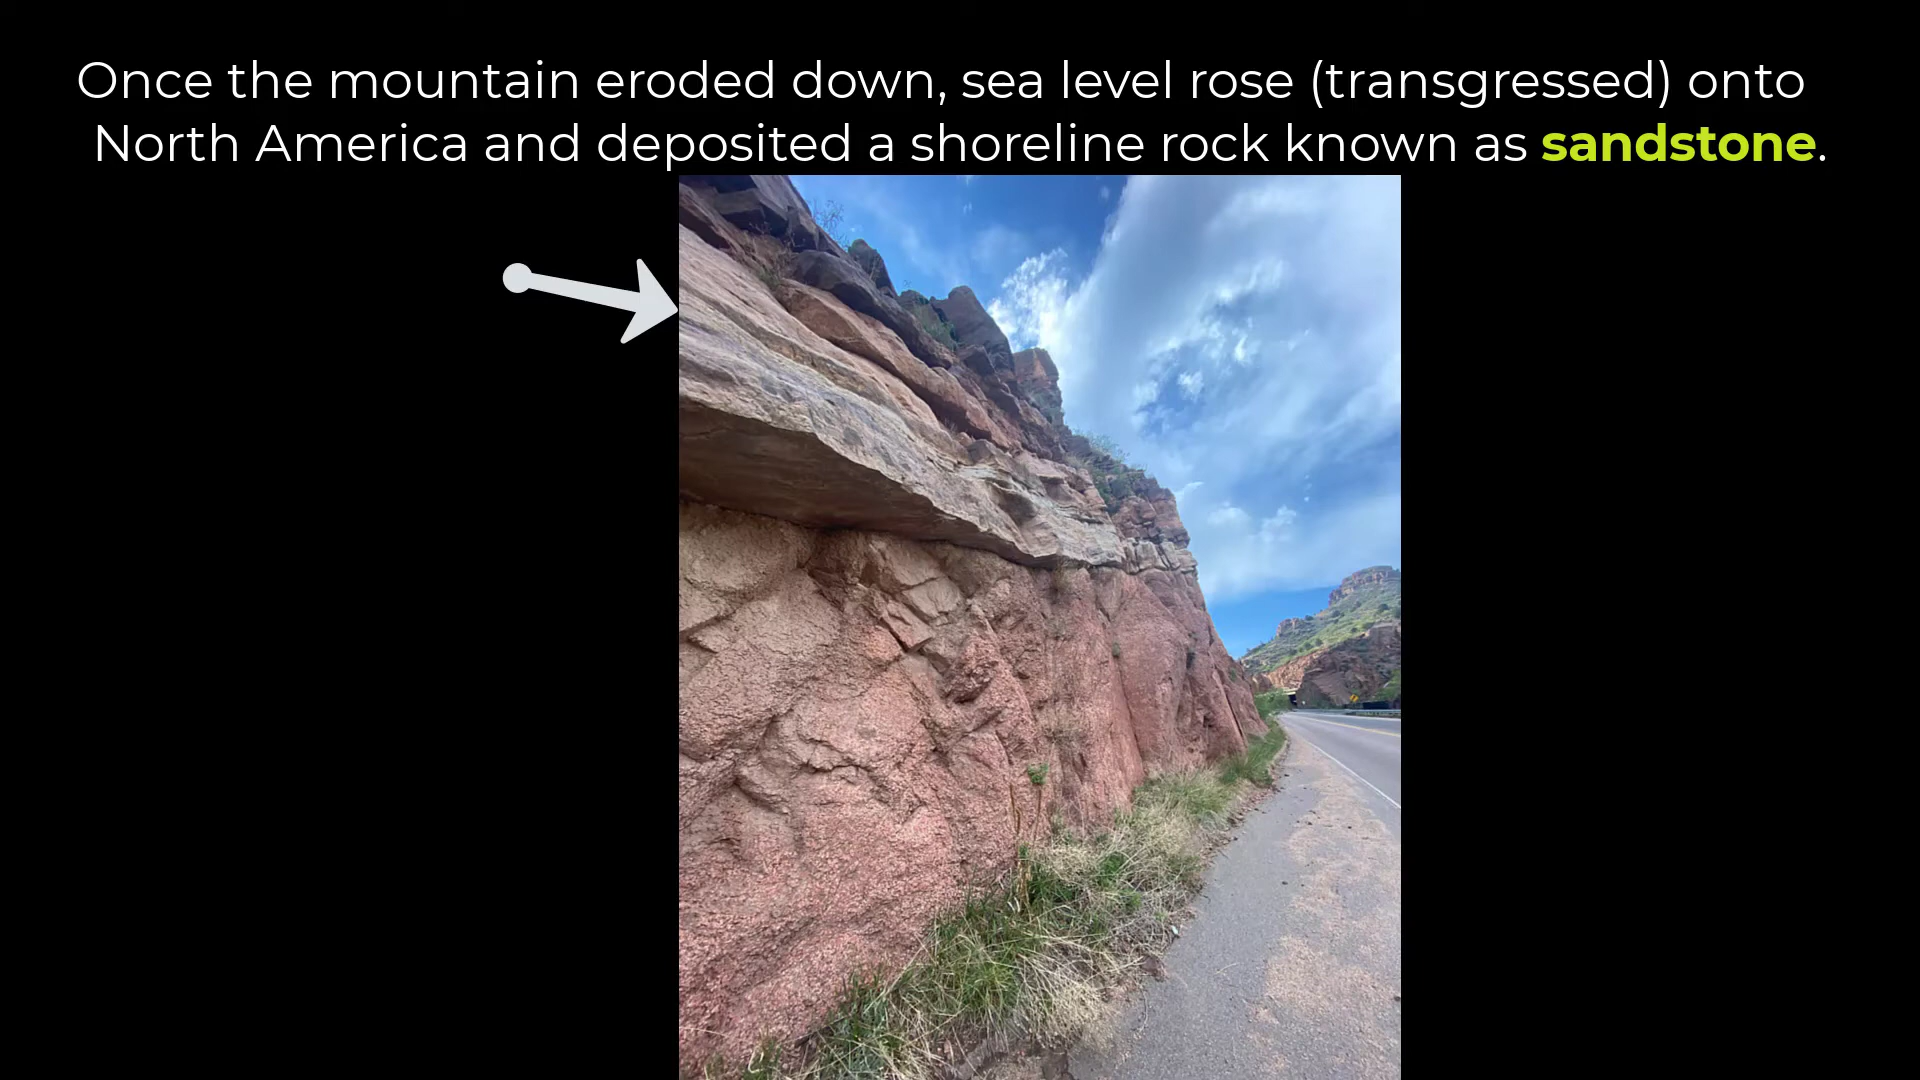 Once the mountain eroded down, sea level rose (transgressed) onto
North America and deposited a shoreline rock known as sandstone.